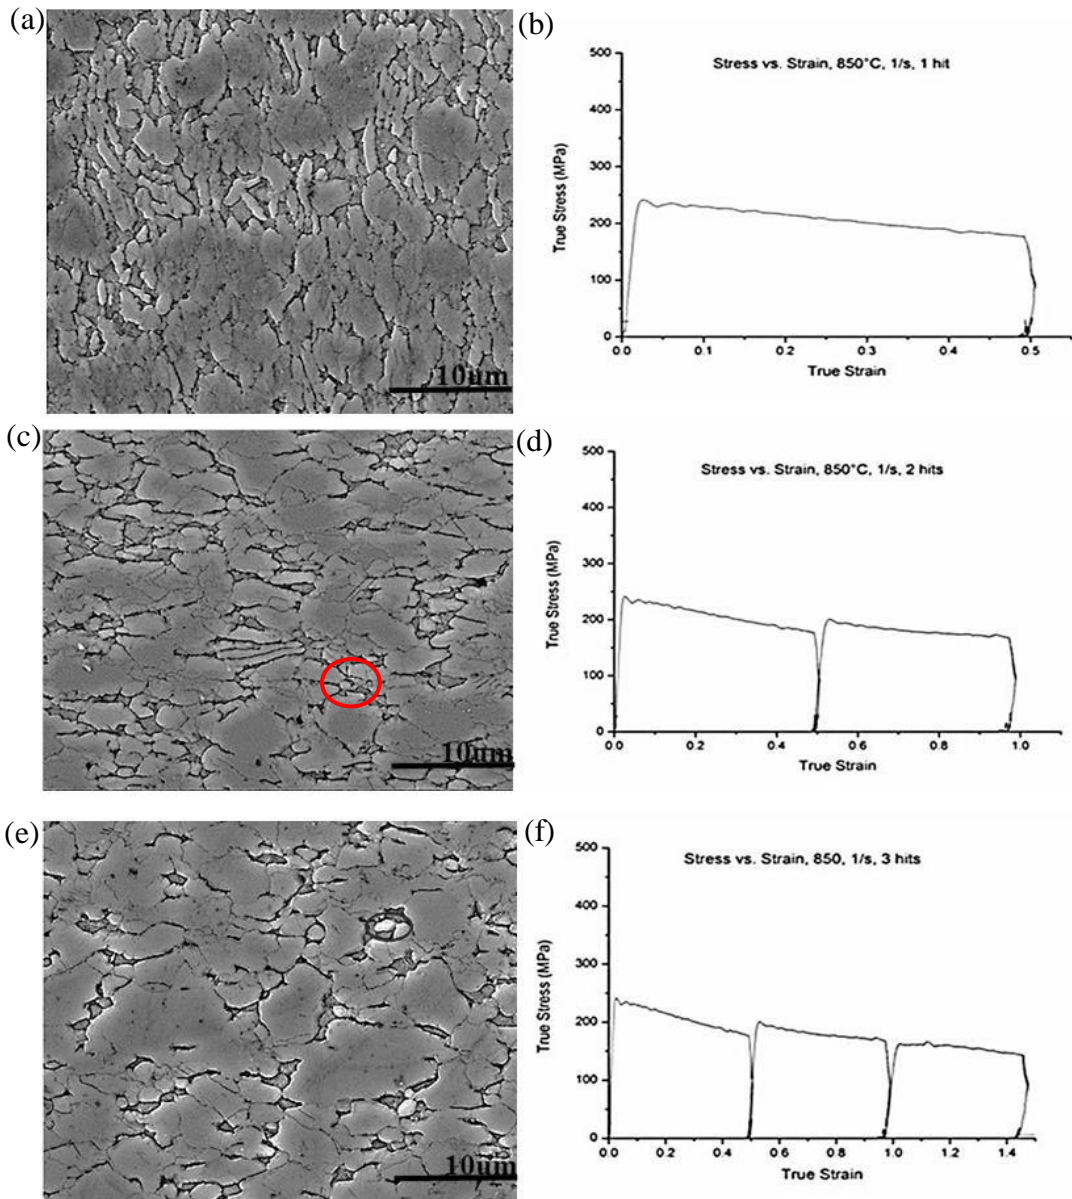 (a)
10um
(b)
Stress vs. Strain, 850°C, 1/s, 1 hit
True Stress (MPa)
500
400
300
200
100
0
0.0 0.1 0.2 0.3 0.4 0.5
True Strain
(c)
10um
(d)
Stress vs. Strain, 850°C, 1/s, 2 hits
True Stress (MPa)
500
400
300
200
100
0
0.0 0.2 0.4 0.6 0.8 1.0
True Strain
(e)
10um
(f)
Stress vs. Strain, 850, 1/s, 3 hits
True Stress (MPa)
500
400
300
200
100
0
0.0 0.2 0.4 0.6 0.8 1.0 1.2 1.4
True Strain